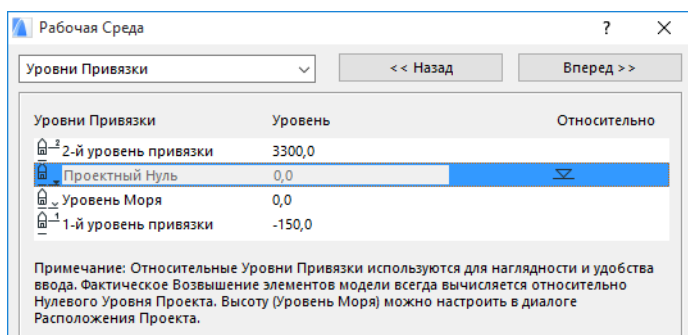 Рабочая Среда ? ×
Уровни Привязки << Назад Вперед >>
Уровни Привязки Уровень Относительно
2 2-й уровень привязки 3300,0
Проектный Нуль 0,0
Уровень Моря 0,0
1 1-й уровень привязки -150,0
Примечание: Относительные Уровни Привязки используются для наглядности и удобства
ввода. Фактическое Возвышение элементов модели всегда вычисляется относительно
Нулевого Уровня Проекта. Высоту (Уровень Моря) можно настроить в диалоге
Расположения Проекта.